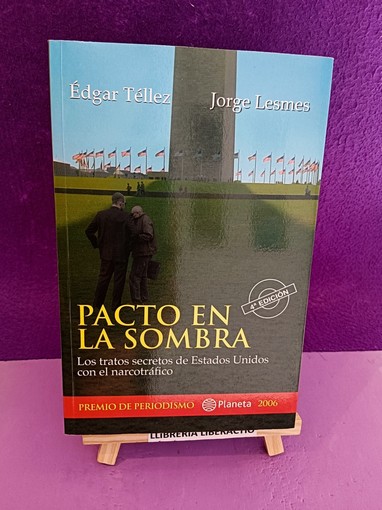 Édgar Téllez
Jorge Lesmes
4ª EDICIÓN
PACTO EN
LA SOMBRA
Los tratos secretos de Estados Unidos
con el narcotráfico
PREMIO DE PERIODISMO Planeta 2006
LLIBRERIA LIBERACTIO